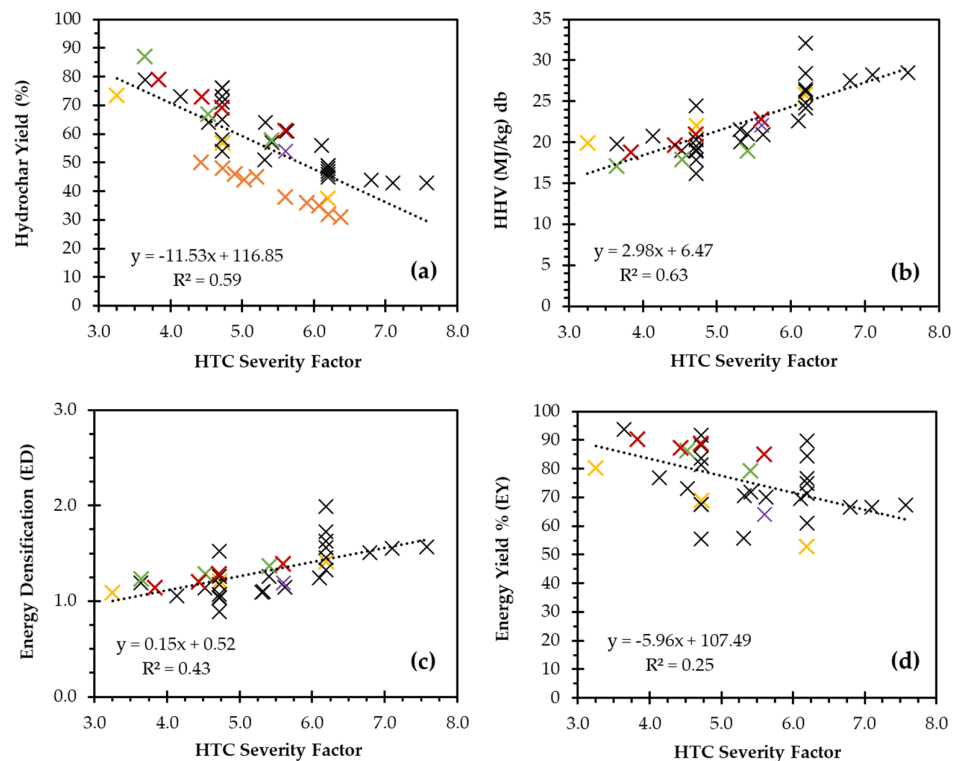 100
90
80
70
60
50
40
30
20
10
0
Hydrochar Yield (%)
y = -11.53x + 116.85
R² = 0.59
(a)
3.0 4.0 5.0 6.0 7.0 8.0
HTC Severity Factor
35
30
25
20
15
10
5
0
HHV (MJ/kg) db
y = 2.98x + 6.47
R² = 0.63
(b)
3.0 4.0 5.0 6.0 7.0 8.0
HTC Severity Factor
3.0
2.0
1.0
0.0
Energy Densification (ED)
y = 0.15x + 0.52
R² = 0.43
(c)
3.0 4.0 5.0 6.0 7.0 8.0
HTC Severity Factor
100
90
80
70
60
50
40
30
20
10
0
Energy Yield % (EY)
y = -5.96x + 107.49
R² = 0.25
(d)
3.0 4.0 5.0 6.0 7.0 8.0
HTC Severity Factor